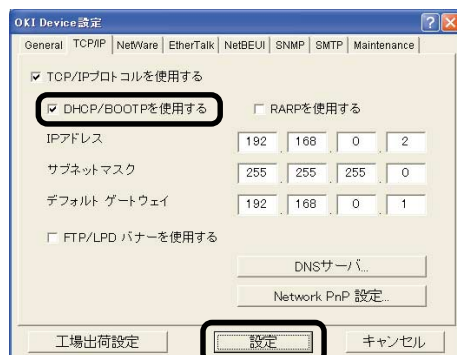 OKI Device設定
General TCP/IP NetWare EtherTalk NetBEUI SNMP SMTP Maintenance
TCP/IPプロトコルを使用する
DHCP/BOOTPを使用する RARPを使用する
IPアドレス 192 . 168 . 0 . 2
サブネットマスク 255 . 255 . 255 . 0
デフォルト ゲートウェイ 192 . 168 . 0 . 1
FTP/LPD バナーを使用する
DNSサーバ...
Network PnP 設定...
工場出荷設定 設定 キャンセル